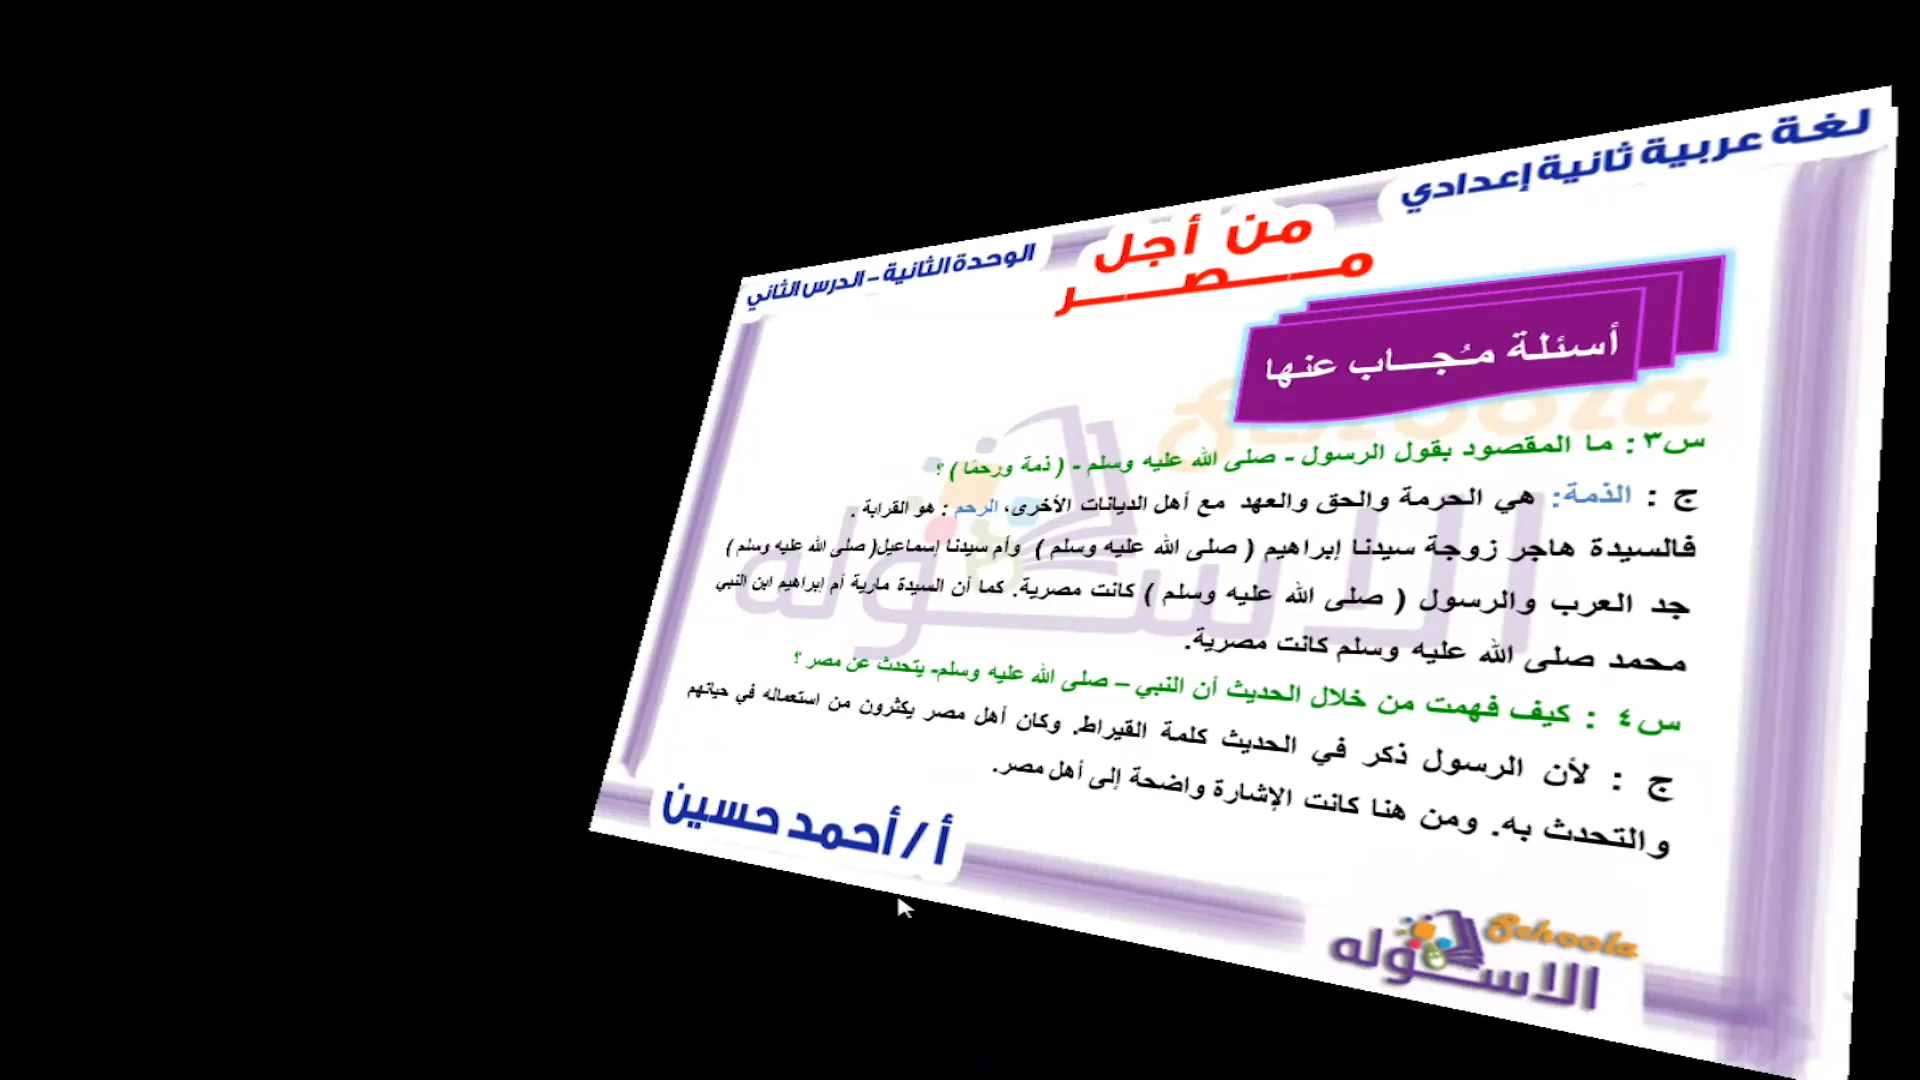 لغة عربية ثانية إعدادي
من أجل
مـــصـــر
الوحدة الثانية – الدرس الثاني
أسئلة مُجـــاب عنها
س٣ : ما المقصود بقول الرسول - صلى الله عليه وسلم - ( ذمة ورحمًا ) ؟
ج : الذمة: هي الحرمة والحق والعهد مع أهل الديانات الأخرى، الرحم : هو القرابة .
فالسيدة هاجر زوجة سيدنا إبراهيم ( صلى الله عليه وسلم ) وأم سيدنا إسماعيل( صلى الله عليه وسلم )
جد العرب والرسول ( صلى الله عليه وسلم ) كانت مصرية. كما أن السيدة مارية أم إبراهيم ابن النبي
محمد صلى الله عليه وسلم كانت مصرية.
س٤ : كيف فهمت من خلال الحديث أن النبي – صلى الله عليه وسلم- يتحدث عن مصر ؟
ج : لأن الرسول ذكر في الحديث كلمة القيراط. وكان أهل مصر يكثرون من استعماله في حياتهم
والتحدث به. ومن هنا كانت الإشارة واضحة إلى أهل مصر.
أ / أحمد حسين
Schoola
الاسـوله